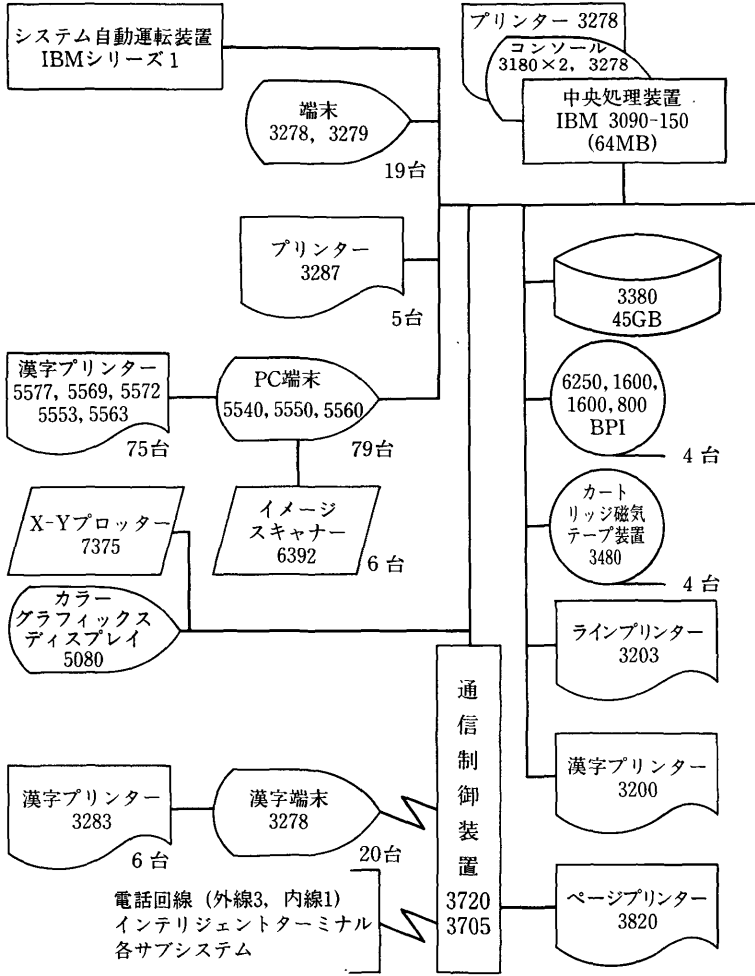 システム自動運転装置
IBMシリーズ1
プリンター 3278
コンソール
3180×2, 3278
中央処理装置
IBM 3090-150
(64MB)
端末
3278, 3279
19台
プリンター
3287
5台
3380
45GB
漢字プリンター
5577, 5569, 5572
5553, 5563
75台
PC端末
5540, 5550, 5560
79台
6250, 1600,
1600, 800
BPI
4台
イメージ
スキャナー
6392
6台
X-Yプロッター
7375
カート
リッジ磁気
テープ装置
3480
4台
カラー
グラフィックス
ディスプレイ
5080
ラインプリンター
3203
通信制御装置
3720
3705
漢字プリンター
3200
漢字プリンター
3283
6台
漢字端末
3278
20台
電話回線 (外線3, 内線1)
インテリジェントターミナル
各サブシステム
ページプリンター
3820